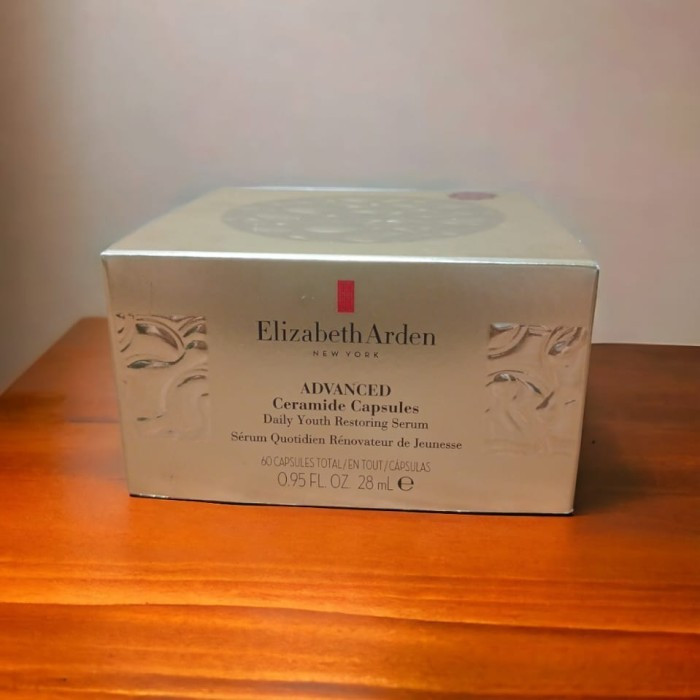 Elizabeth Arden
NEW YORK
ADVANCED
Ceramide Capsules
Daily Youth Restoring Serum
Sérum Quotidien Rénovateur de Jeunesse
60 CAPSULES TOTAL/EN TOUT/CÁPSULAS
0.95 FL. OZ. 28 mL ℮